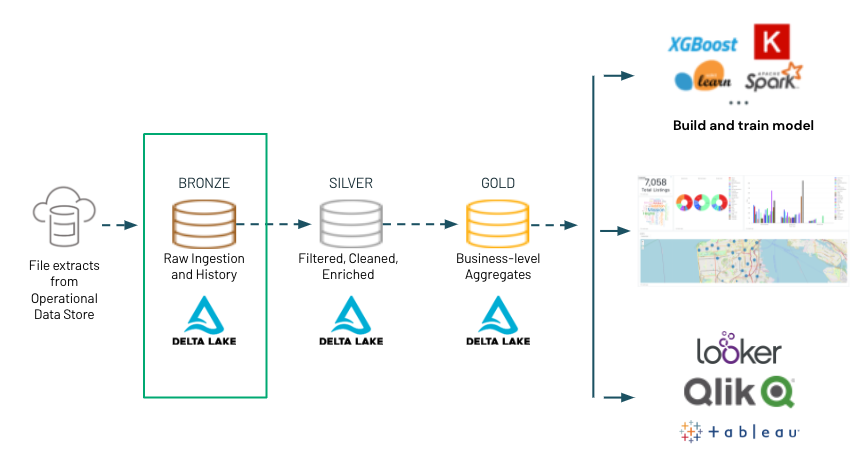 File extracts
from
Operational
Data Store
BRONZE
Raw Ingestion
and History
DELTA LAKE
SILVER
Filtered, Cleaned,
Enriched
DELTA LAKE
GOLD
Business-level
Aggregates
DELTA LAKE
XGBoost
K
learn
APACHE
Spark
Build and train model
7,058
Total Listings
looker
Qlik
+ableau